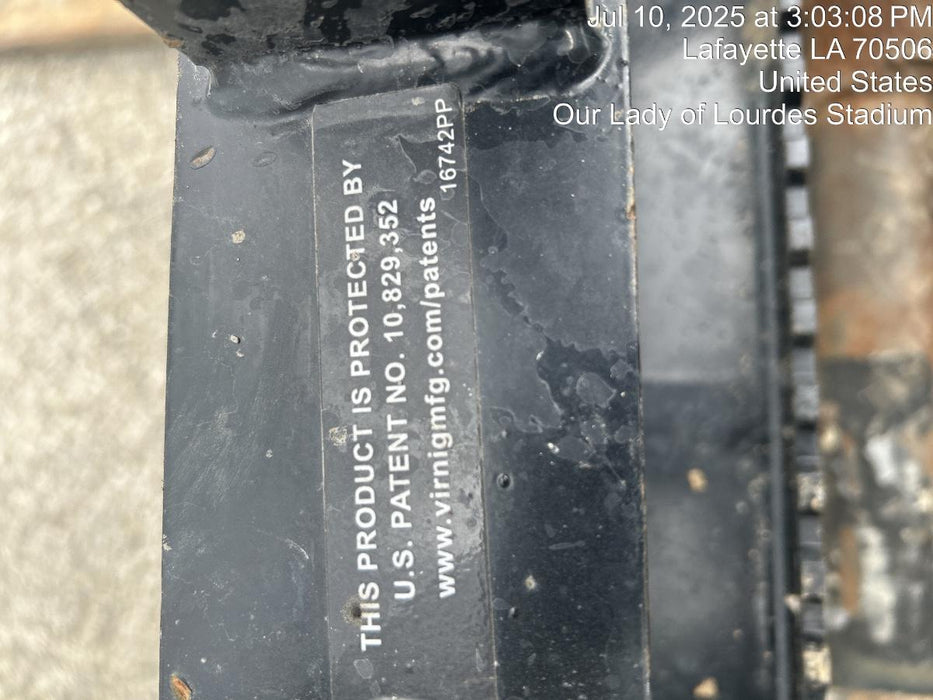 Jul 10, 2025 at 3:03:08 PM
Lafayette LA 70506
United States
Our Lady of Lourdes Stadium
THIS PRODUCT IS PROTECTED BY
U.S. PATENT NO. 10,829,352
www.virnigmfg.com/patents
16742PP